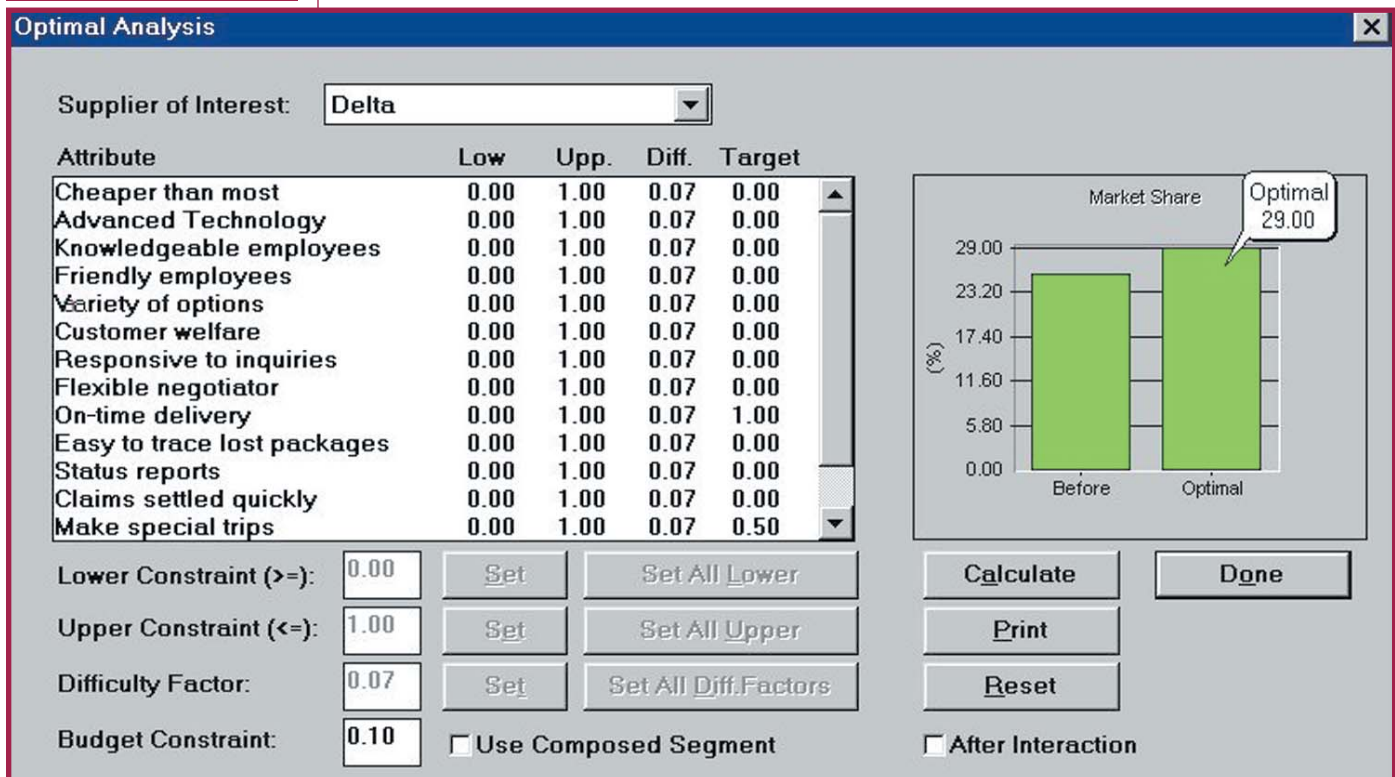 Optimal Analysis
Supplier of Interest: Delta
Attribute Low Upp. Diff. Target
Cheaper than most 0.00 1.00 0.07 0.00
Advanced Technology 0.00 1.00 0.07 0.00
Knowledgeable employees 0.00 1.00 0.07 0.00
Friendly employees 0.00 1.00 0.07 0.00
Variety of options 0.00 1.00 0.07 0.00
Customer welfare 0.00 1.00 0.07 0.00
Responsive to inquiries 0.00 1.00 0.07 0.00
Flexible negotiator 0.00 1.00 0.07 0.00
On-time delivery 0.00 1.00 0.07 1.00
Easy to trace lost packages 0.00 1.00 0.07 0.00
Status reports 0.00 1.00 0.07 0.00
Claims settled quickly 0.00 1.00 0.07 0.00
Make special trips 0.00 1.00 0.07 0.50
Market Share
Optimal
29.00
29.00
23.20
17.40
11.60
5.80
0.00
(%)
Before Optimal
Lower Constraint (>=): 0.00 Set Set All Lower
Upper Constraint (<=): 1.00 Set Set All Upper
Difficulty Factor: 0.07 Set Set All Diff.Factors
Budget Constraint: 0.10 Use Composed Segment
Calculate Done
Print
Reset
After Interaction